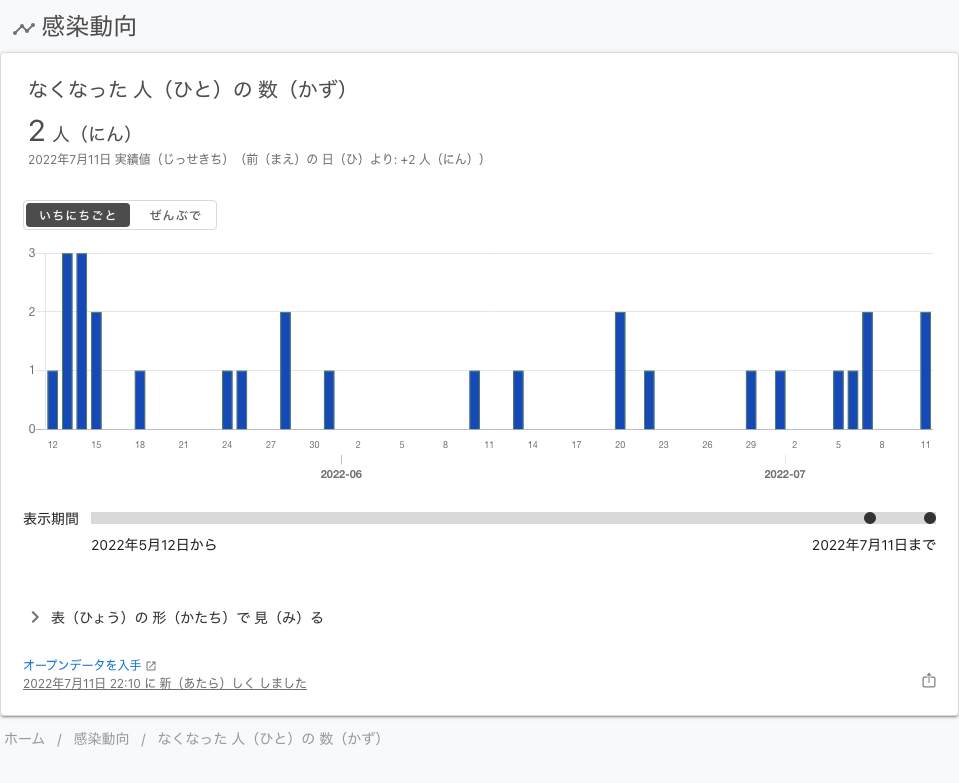 感染動向
なくなった 人（ひと）の 数（かず）
2 人（にん）
2022年7月11日 実績値（じっせきち）（前（まえ）の 日（ひ）より: +2 人（にん））
いちにちごと ぜんぶで
3
2
1
0
12 15 18 21 24 27 30 2 5 8 11 14 17 20 23 26 29 2 5 8 11
2022-06 2022-07
表示期間
2022年5月12日から 2022年7月11日まで
表（ひょう）の 形（かたち）で 見（み）る
オープンデータを入手
2022年7月11日 22:10 に 新（あたら）しく しました
ホーム / 感染動向 / なくなった 人（ひと）の 数（かず）